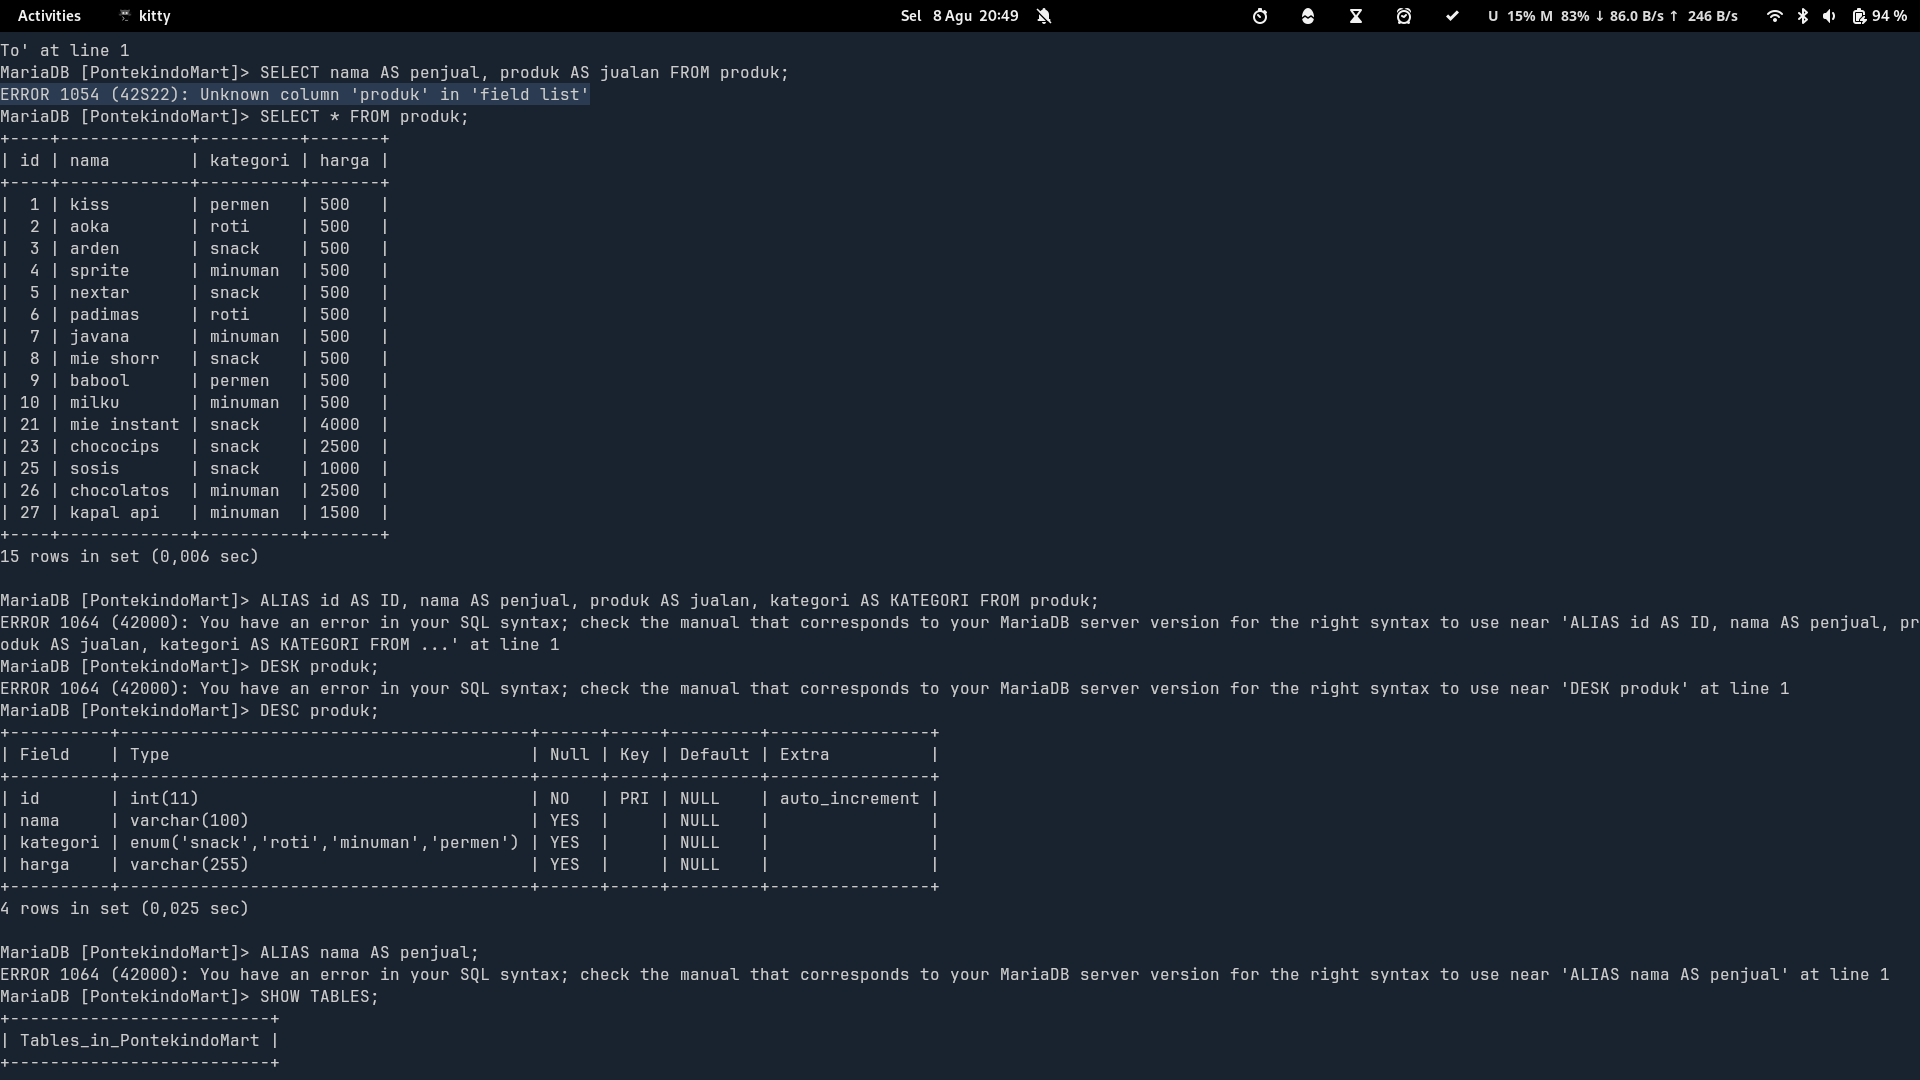 Activities kitty Sel 8 Agu 20:49 U 15% M 83% ↓ 86.0 B/s ↑ 246 B/s 94 %
To' at line 1
MariaDB [PontekindoMart]> SELECT nama AS penjual, produk AS jualan FROM produk;
ERROR 1054 (42S22): Unknown column 'produk' in 'field list'
MariaDB [PontekindoMart]> SELECT * FROM produk;
+----+-------------+----------+-------+
| id | nama        | kategori | harga |
+----+-------------+----------+-------+
|  1 | kiss        | permen   | 500   |
|  2 | aoka        | roti     | 500   |
|  3 | arden       | snack    | 500   |
|  4 | sprite      | minuman  | 500   |
|  5 | nextar      | snack    | 500   |
|  6 | padimas     | roti     | 500   |
|  7 | javana      | minuman  | 500   |
|  8 | mie shorr   | snack    | 500   |
|  9 | babool      | permen   | 500   |
| 10 | milku       | minuman  | 500   |
| 21 | mie instant | snack    | 4000  |
| 23 | chococips   | snack    | 2500  |
| 25 | sosis       | snack    | 1000  |
| 26 | chocolatos  | minuman  | 2500  |
| 27 | kapal api   | minuman  | 1500  |
+----+-------------+----------+-------+
15 rows in set (0,006 sec)

MariaDB [PontekindoMart]> ALIAS id AS ID, nama AS penjual, produk AS jualan, kategori AS KATEGORI FROM produk;
ERROR 1064 (42000): You have an error in your SQL syntax; check the manual that corresponds to your MariaDB server version for the right syntax to use near 'ALIAS id AS ID, nama AS penjual, pr
oduk AS jualan, kategori AS KATEGORI FROM ...' at line 1
MariaDB [PontekindoMart]> DESK produk;
ERROR 1064 (42000): You have an error in your SQL syntax; check the manual that corresponds to your MariaDB server version for the right syntax to use near 'DESK produk' at line 1
MariaDB [PontekindoMart]> DESC produk;
+----------+-----------------------------------------+------+-----+---------+----------------+
| Field    | Type                                    | Null | Key | Default | Extra          |
+----------+-----------------------------------------+------+-----+---------+----------------+
| id       | int(11)                                 | NO   | PRI | NULL    | auto_increment |
| nama     | varchar(100)                            | YES  |     | NULL    |                |
| kategori | enum('snack','roti','minuman','permen') | YES  |     | NULL    |                |
| harga    | varchar(255)                            | YES  |     | NULL    |                |
+----------+-----------------------------------------+------+-----+---------+----------------+
4 rows in set (0,025 sec)

MariaDB [PontekindoMart]> ALIAS nama AS penjual;
ERROR 1064 (42000): You have an error in your SQL syntax; check the manual that corresponds to your MariaDB server version for the right syntax to use near 'ALIAS nama AS penjual' at line 1
MariaDB [PontekindoMart]> SHOW TABLES;
+--------------------------+
| Tables_in_PontekindoMart |
+--------------------------+